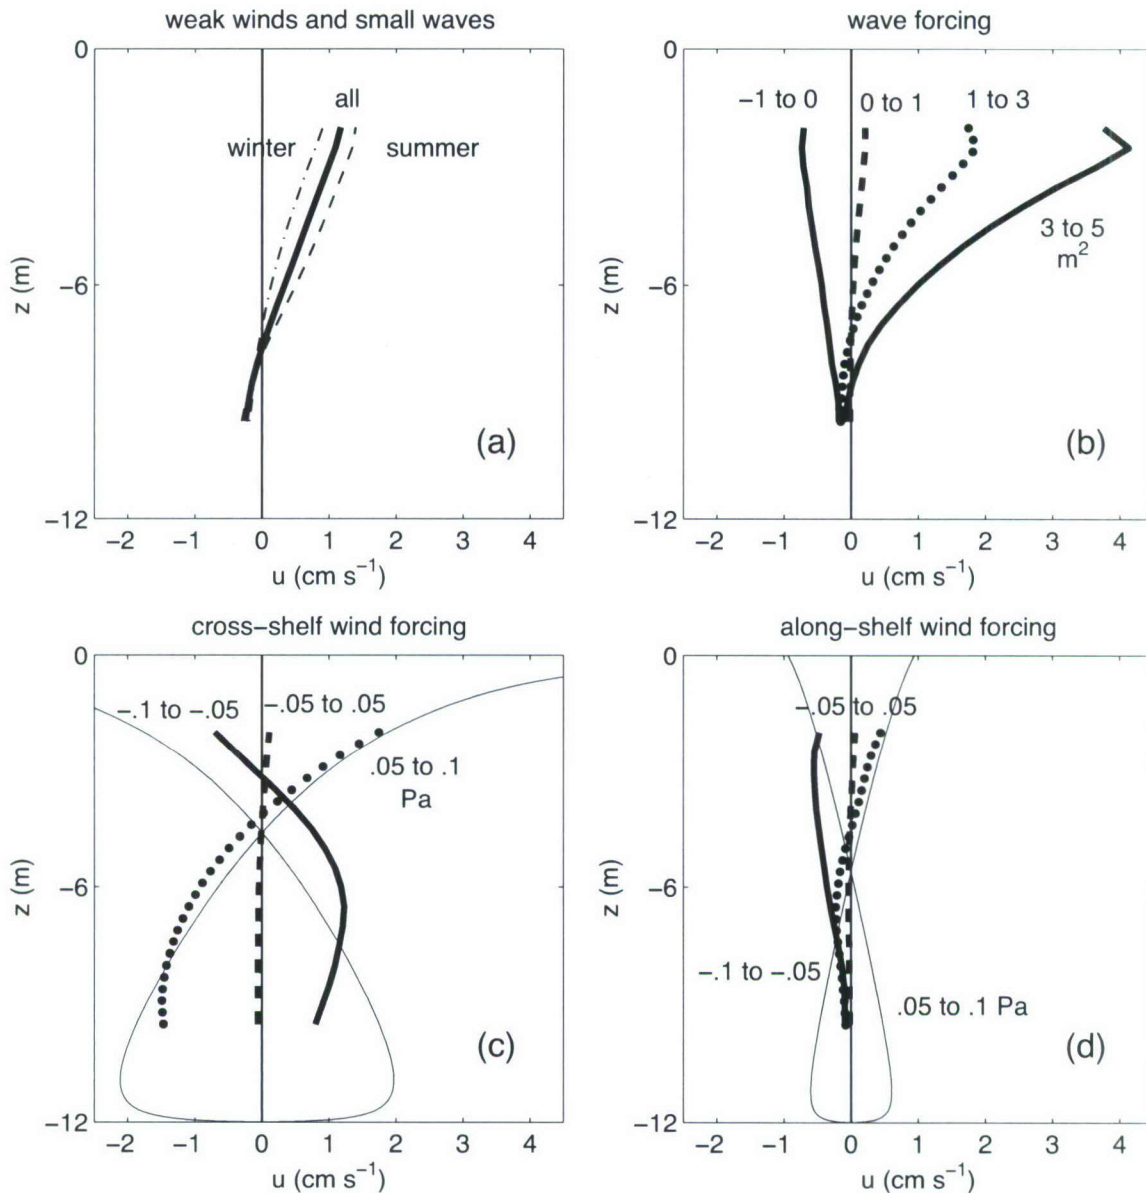 weak winds and small waves
0
all
winter
summer
z (m)
−6
(a)
−12
−2 −1 0 1 2 3 4
u (cm s⁻¹)
wave forcing
0
−1 to 0
0 to 1
1 to 3
3 to 5
m²
z (m)
−6
(b)
−12
−2 −1 0 1 2 3 4
u (cm s⁻¹)
cross−shelf wind forcing
0
−.1 to −.05
−.05 to .05
.05 to .1
Pa
z (m)
−6
(c)
−12
−2 −1 0 1 2 3 4
u (cm s⁻¹)
along−shelf wind forcing
0
−.05 to .05
z (m)
−6
−.1 to −.05
.05 to .1 Pa
(d)
−12
−2 −1 0 1 2 3 4
u (cm s⁻¹)